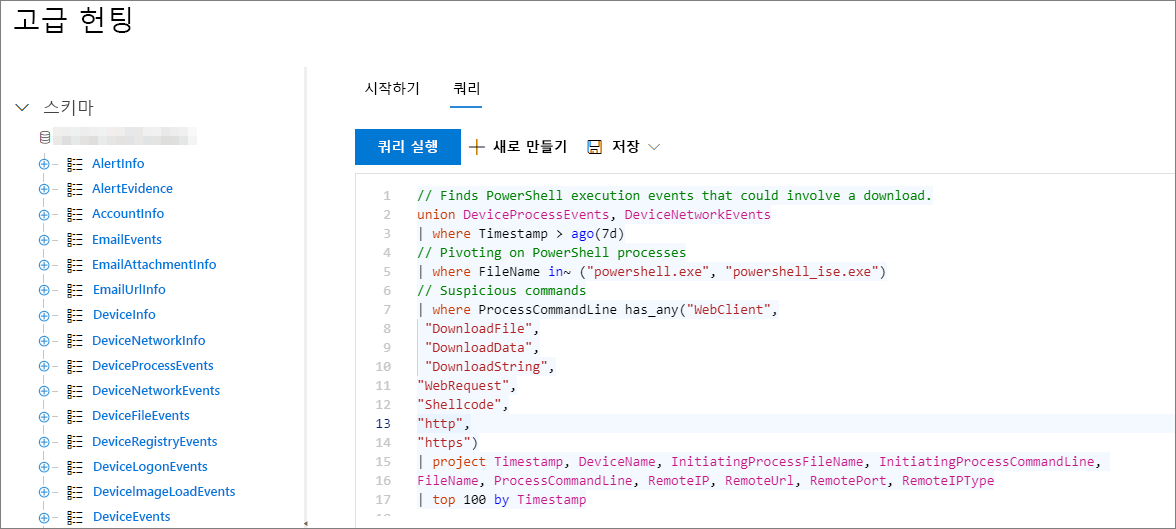 고급 헌팅
스키마
AlertInfo
AlertEvidence
AccountInfo
EmailEvents
EmailAttachmentInfo
EmailUrlInfo
DeviceInfo
DeviceNetworkInfo
DeviceProcessEvents
DeviceNetworkEvents
DeviceFileEvents
DeviceRegistryEvents
DeviceLogonEvents
DeviceImageLoadEvents
DeviceEvents
시작하기 쿼리
쿼리 실행 새로 만들기 저장
1 // Finds PowerShell execution events that could involve a download.
2 union DeviceProcessEvents, DeviceNetworkEvents
3 | where Timestamp > ago(7d)
4 // Pivoting on PowerShell processes
5 | where FileName in~ ("powershell.exe", "powershell_ise.exe")
6 // Suspicious commands
7 | where ProcessCommandLine has_any("WebClient",
8 "DownloadFile",
9 "DownloadData",
10 "DownloadString",
11 "WebRequest",
12 "Shellcode",
13 "http",
14 "https")
15 | project Timestamp, DeviceName, InitiatingProcessFileName, InitiatingProcessCommandLine,
16 FileName, ProcessCommandLine, RemoteIP, RemoteUrl, RemotePort, RemoteIPType
17 | top 100 by Timestamp